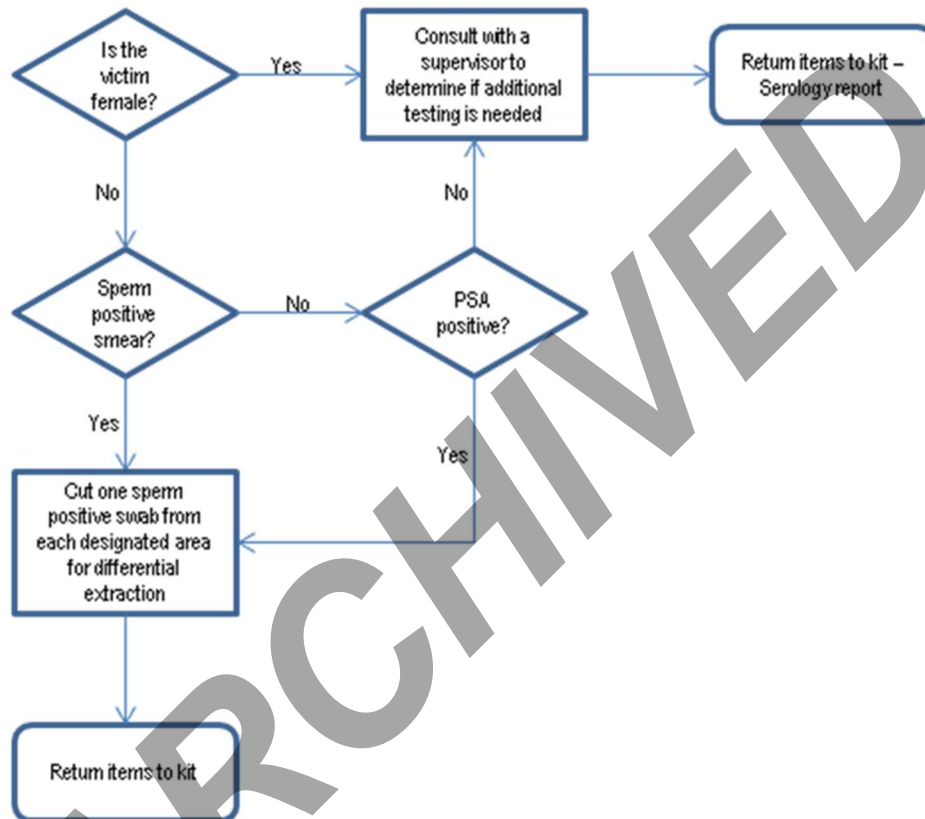 Is the
victim
female?
Yes
Consult with a
supervisor to
determine if additional
testing is needed
Return items to kit –
Serology report
No
No
Sperm
positive
smear?
No
PSA
positive?
Yes
Yes
Cut one sperm
positive swab from
each designated area
for differential
extraction
Return items to kit
ARCHIVED